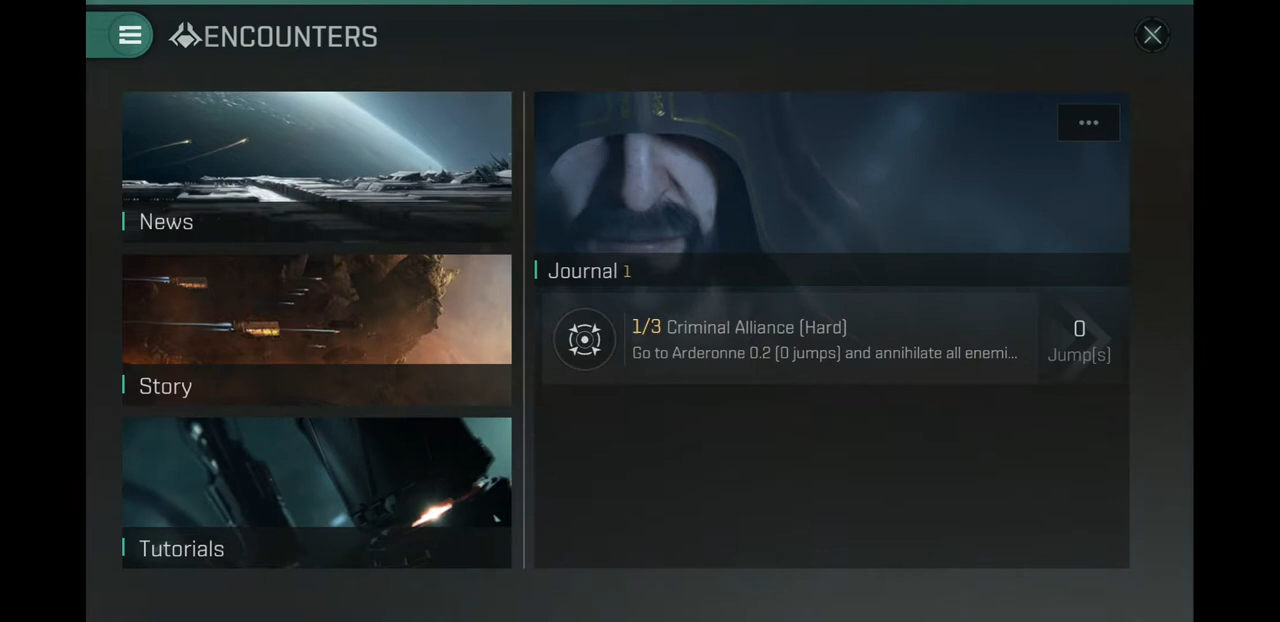 ENCOUNTERS
News
Story
Tutorials
Journal 1
1/3 Criminal Alliance [Hard]
Go to Arderonne 0.2 [0 jumps] and annihilate all enemi...
0
Jump[s]